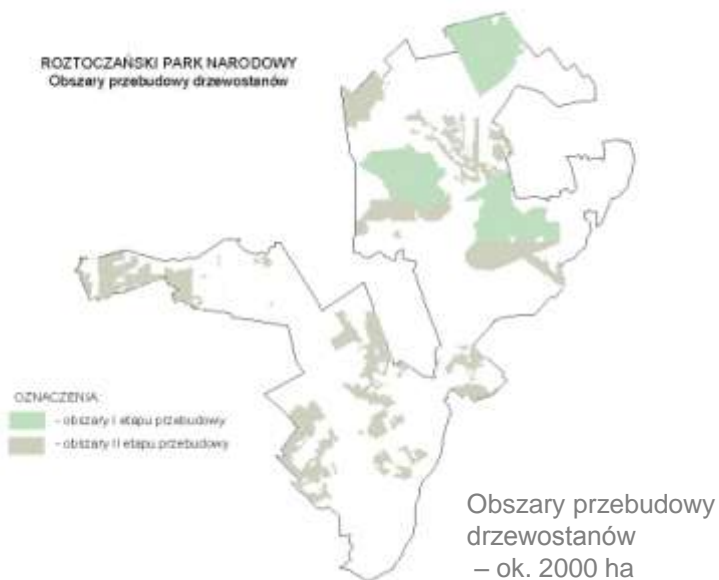 ROZTOCZAŃSKI PARK NARODOWY
Obszary przebudowy drzewostanów
OZNACZENIA:
- obszary I etapu przebudowy
- obszary II etapu przebudowy
Obszary przebudowy
drzewostanów
– ok. 2000 ha